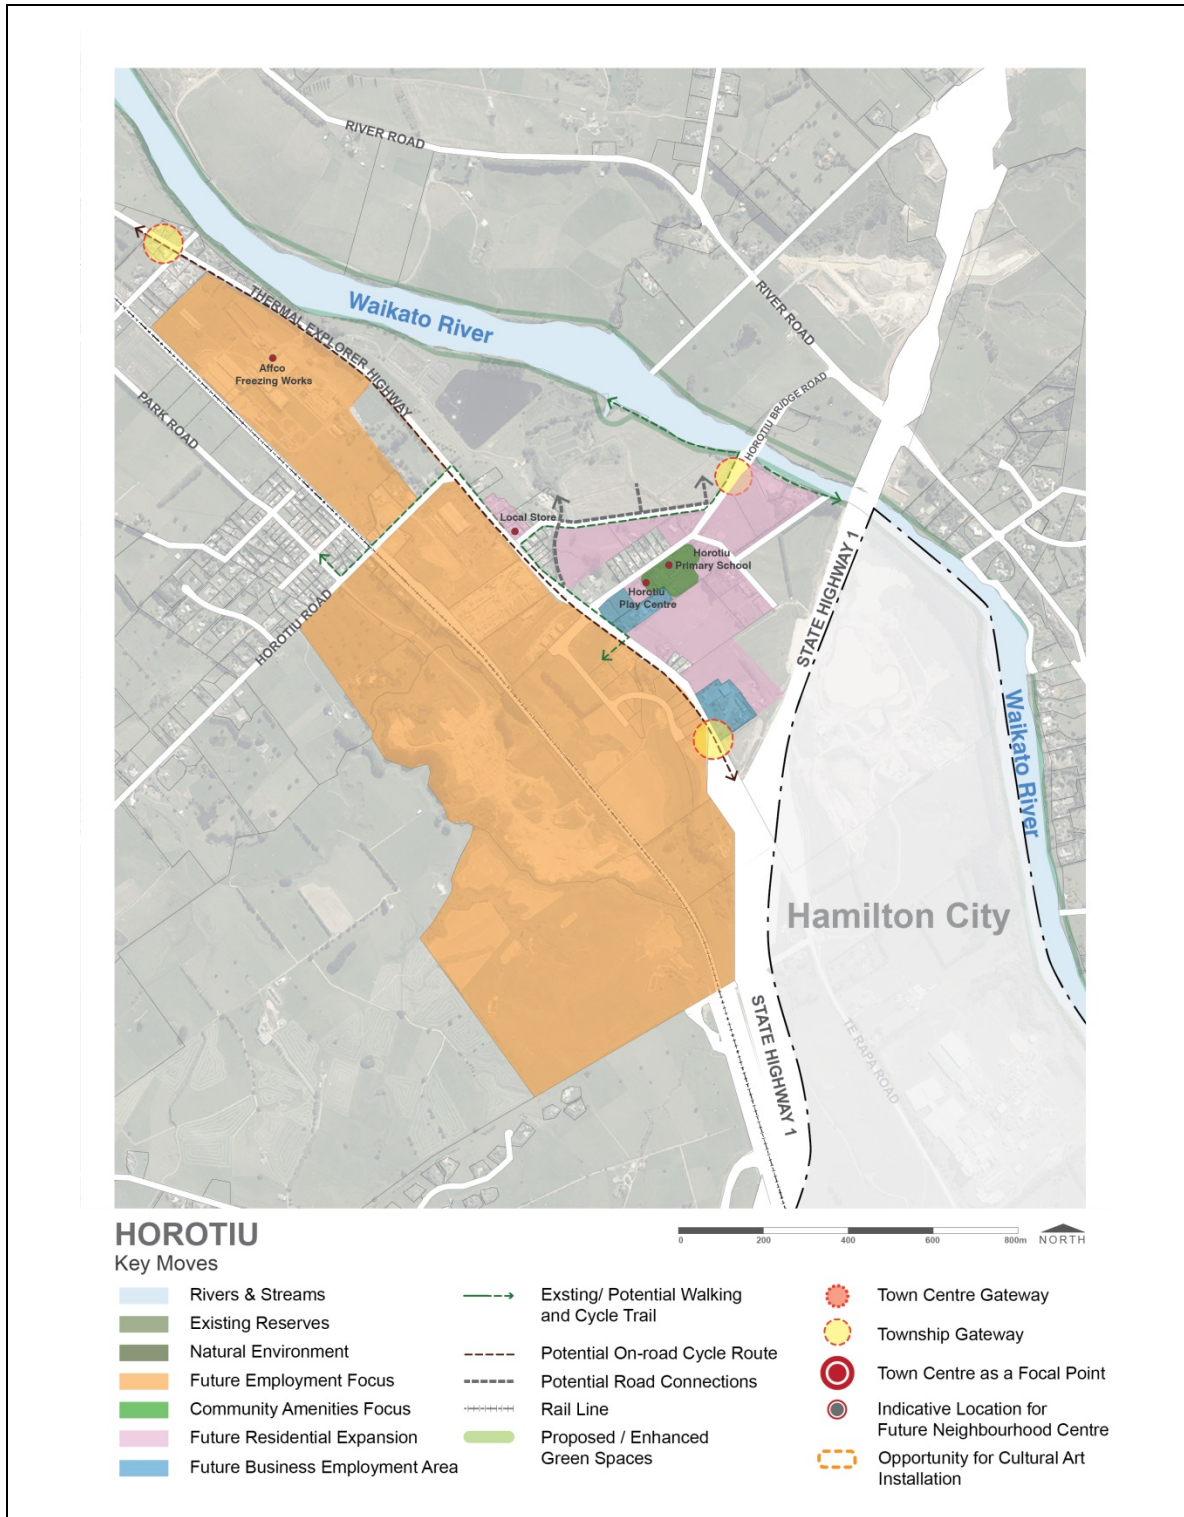 RIVER ROAD
THERMAL EXPLORER HIGHWAY
Waikato River
RIVER ROAD
Affco
Freezing Works
PARK ROAD
HOROTIU BRIDGE ROAD
Local Store
Horotiu
Primary School
Horotiu
Play Centre
HOROTIU ROAD
STATE HIGHWAY 1
Waikato River
Hamilton City
STATE HIGHWAY 1
TE RAPA ROAD
HOROTIU
Key Moves
0 200 400 600 800m
NORTH
Rivers & Streams
Existing Reserves
Natural Environment
Future Employment Focus
Community Amenities Focus
Future Residential Expansion
Future Business Employment Area
Exsting/ Potential Walking
and Cycle Trail
Potential On-road Cycle Route
Potential Road Connections
Rail Line
Proposed / Enhanced
Green Spaces
Town Centre Gateway
Township Gateway
Town Centre as a Focal Point
Indicative Location for
Future Neighbourhood Centre
Opportunity for Cultural Art
Installation